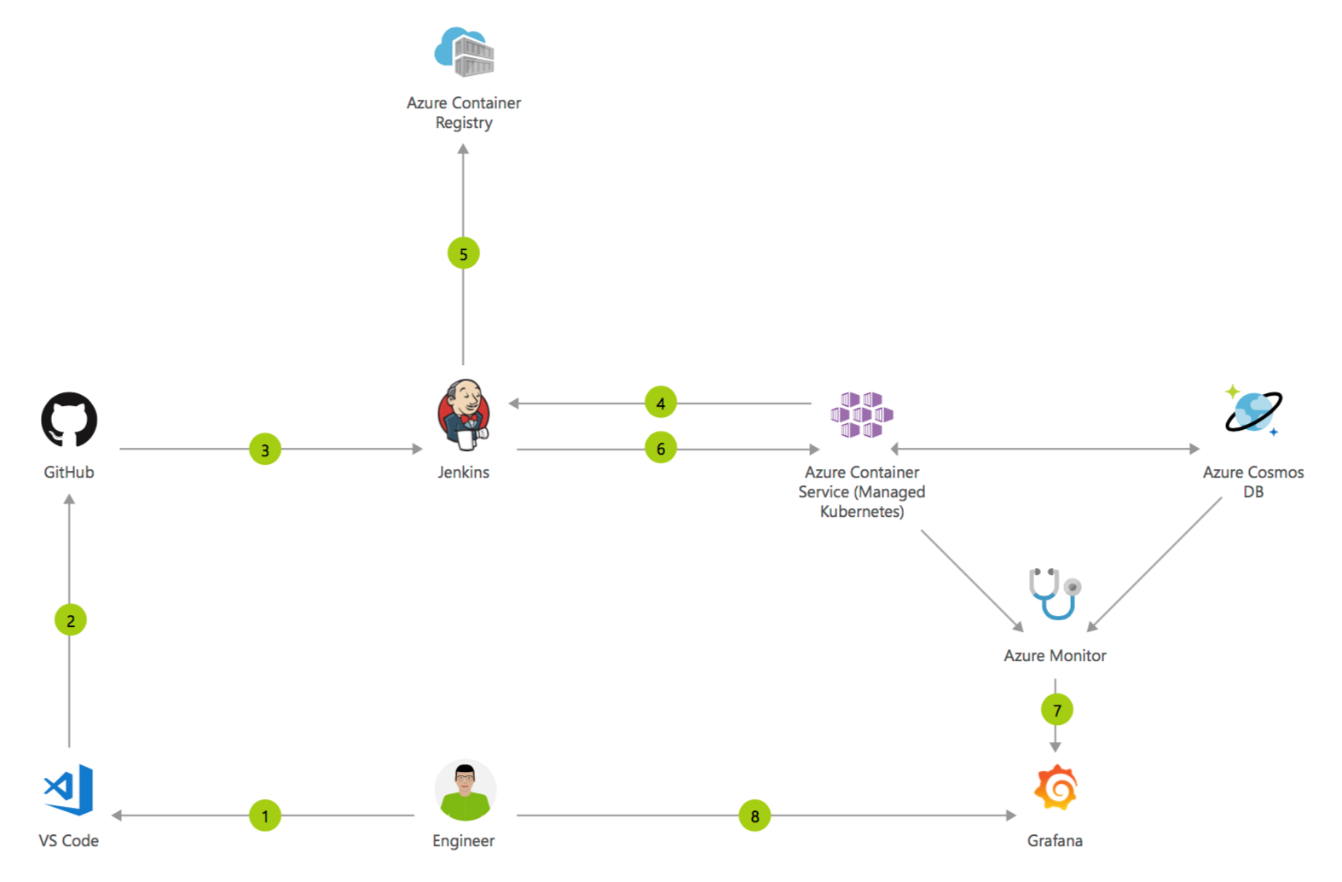 Azure Container
Registry
5
4
3
6
GitHub
Jenkins
Azure Container
Service (Managed
Kubernetes)
Azure Cosmos
DB
2
Azure Monitor
7
1
8
VS Code
Engineer
Grafana